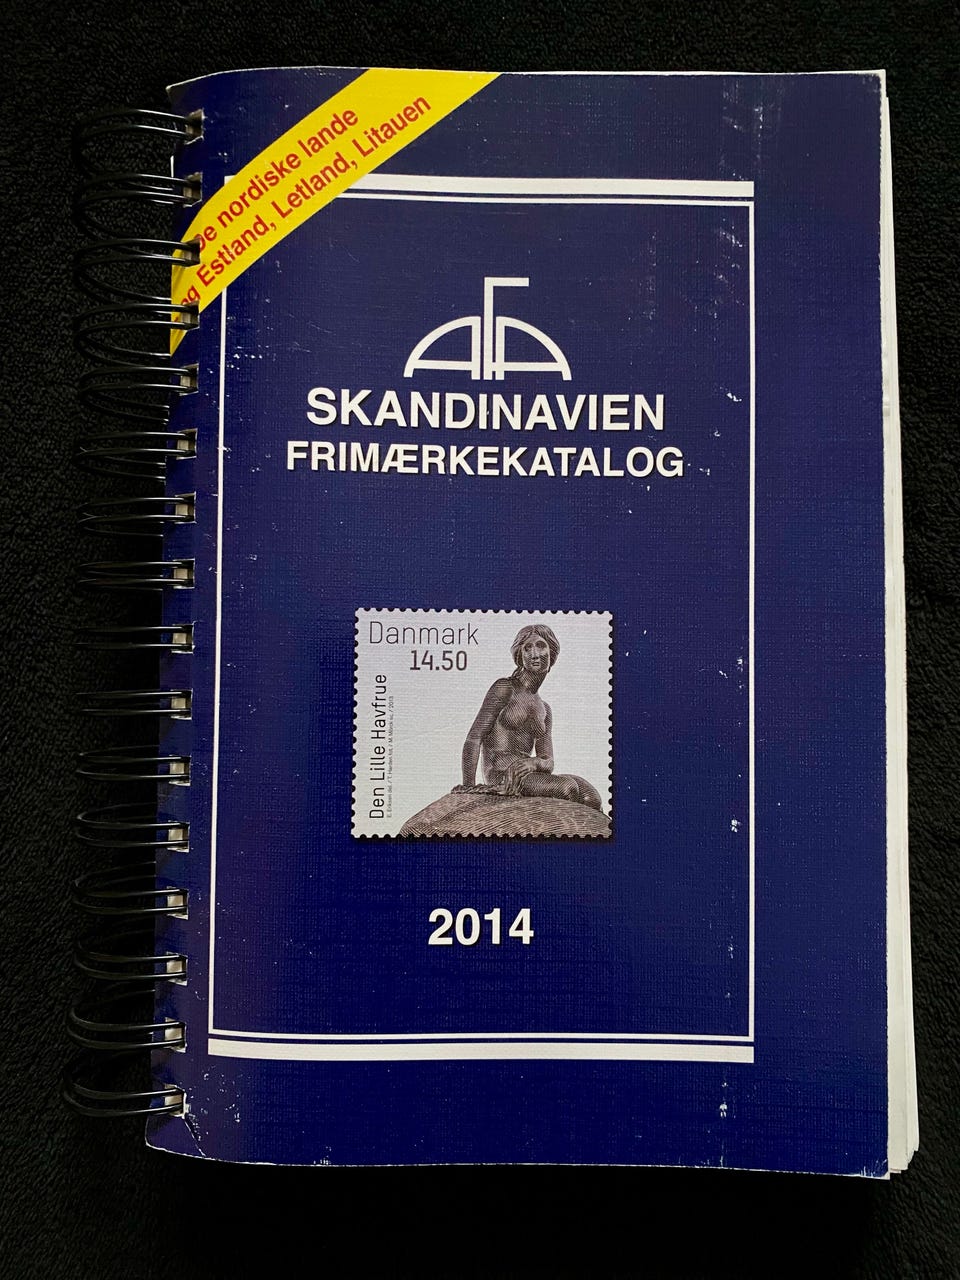 De nordiske lande
og Estland, Letland, Litauen
AFA
SKANDINAVIEN
FRIMÆRKEKATALOG
Danmark
14.50
Den Lille Havfrue
2014